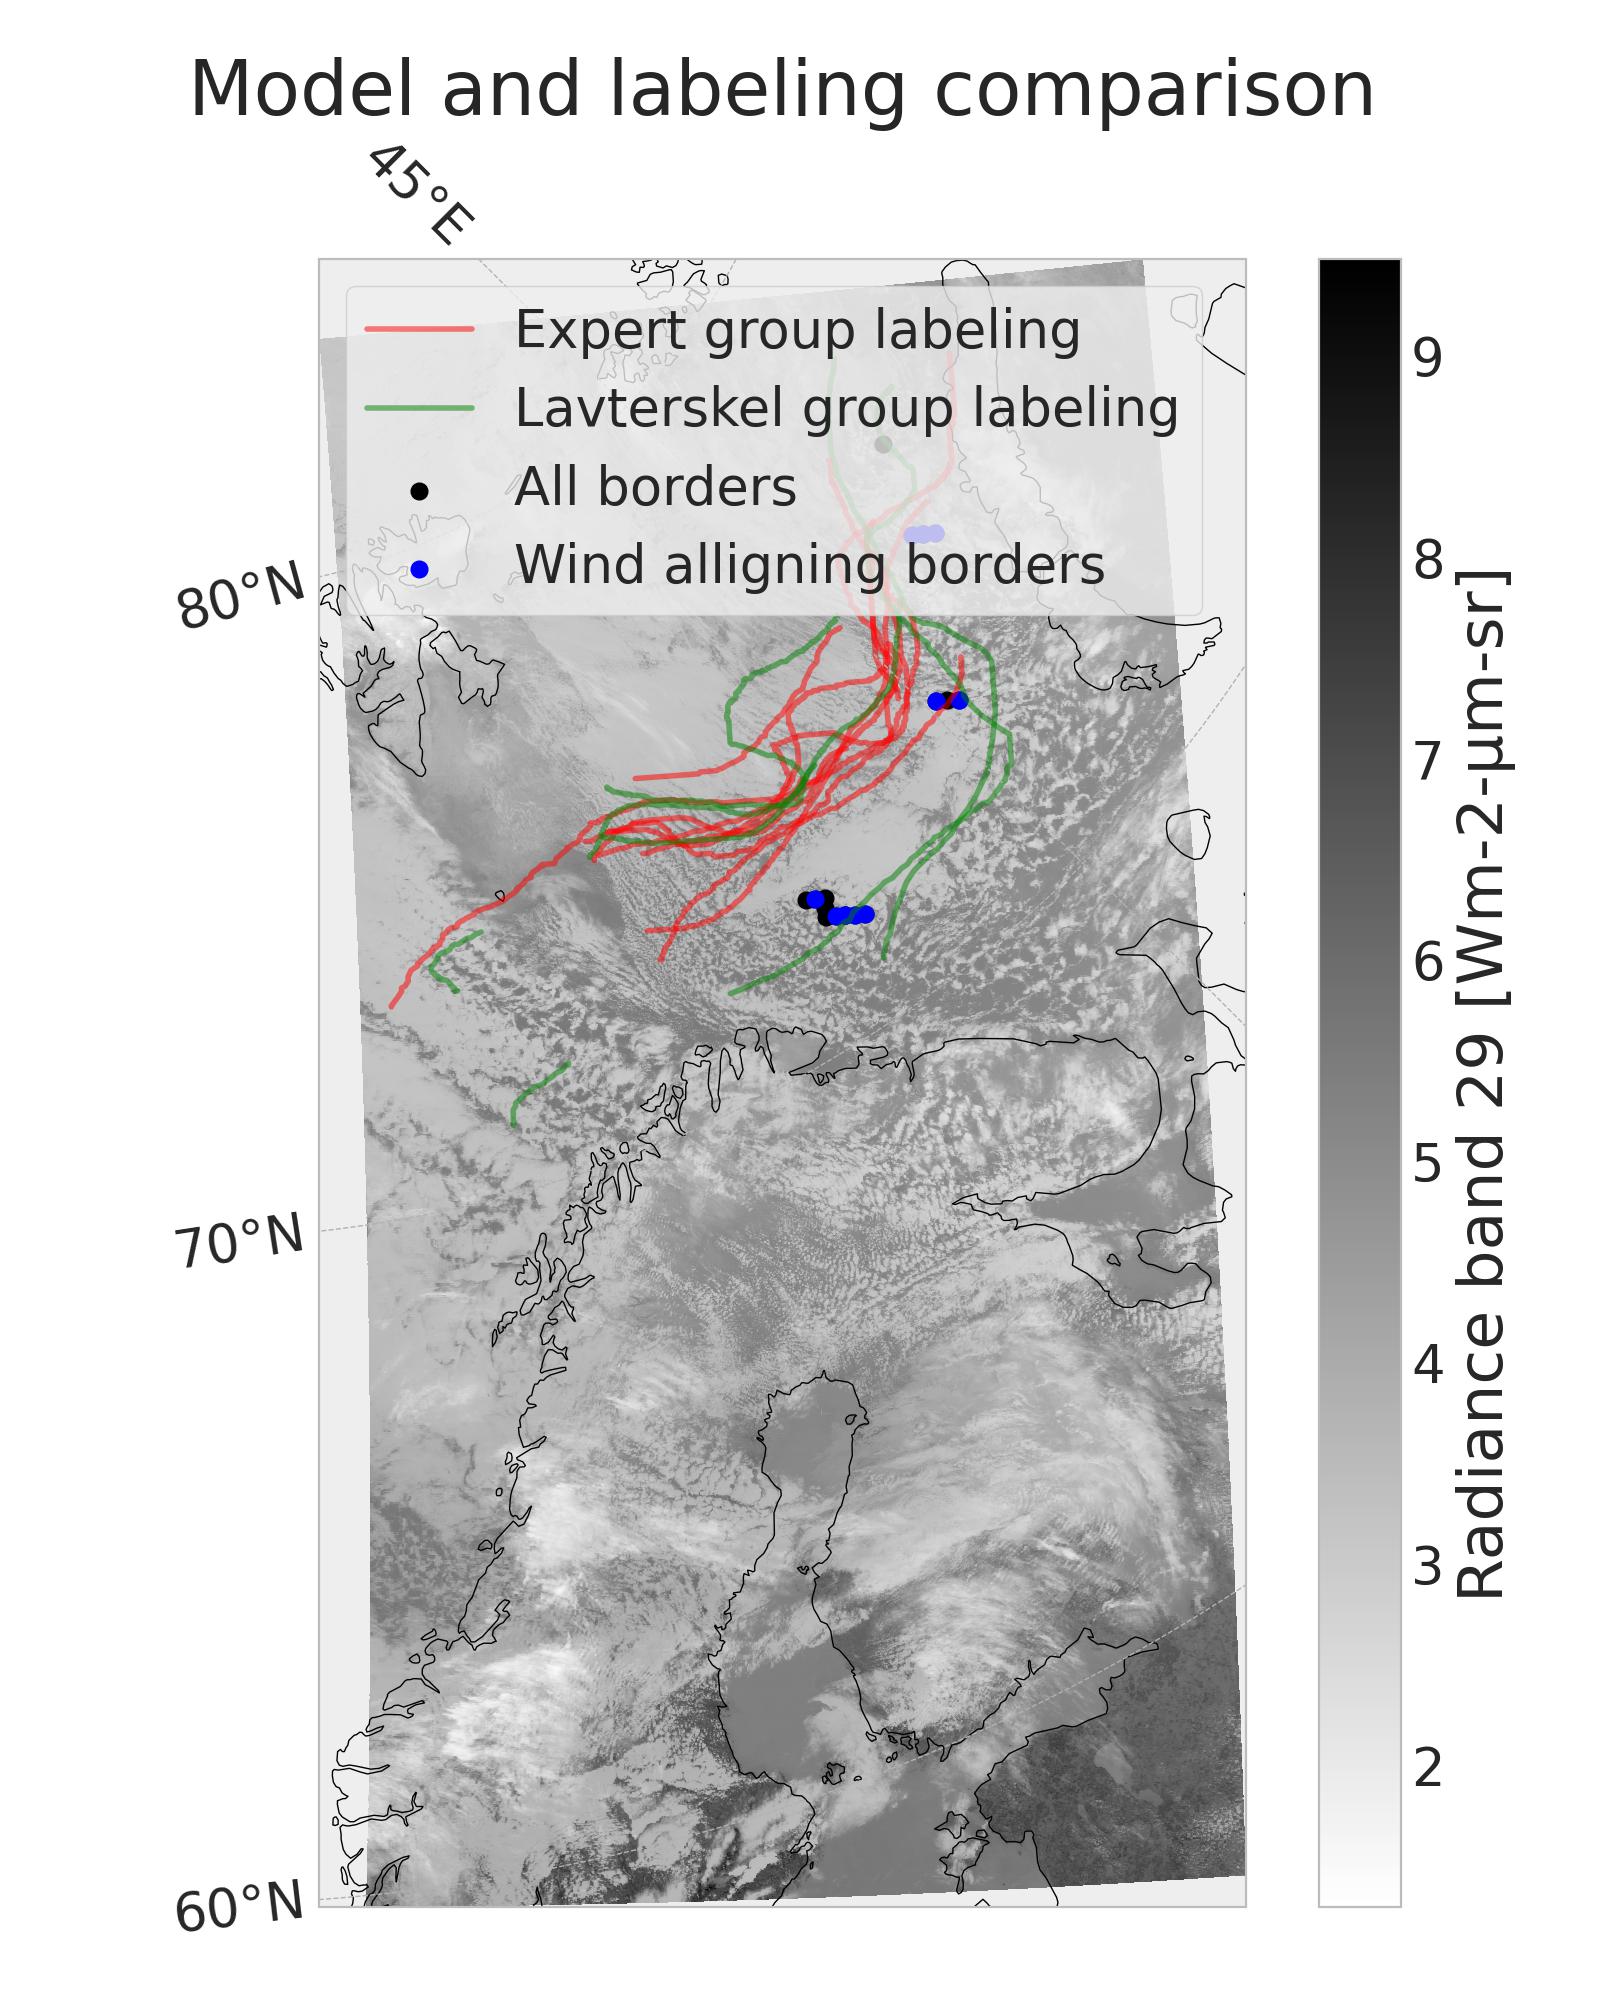 Model and labeling comparison
45°E
Expert group labeling
Lavterskel group labeling
All borders
Wind alligning borders
80°N
70°N
60°N
9
8
7
6
5
4
3
2
Radiance band 29 [Wm-2-μm-sr]